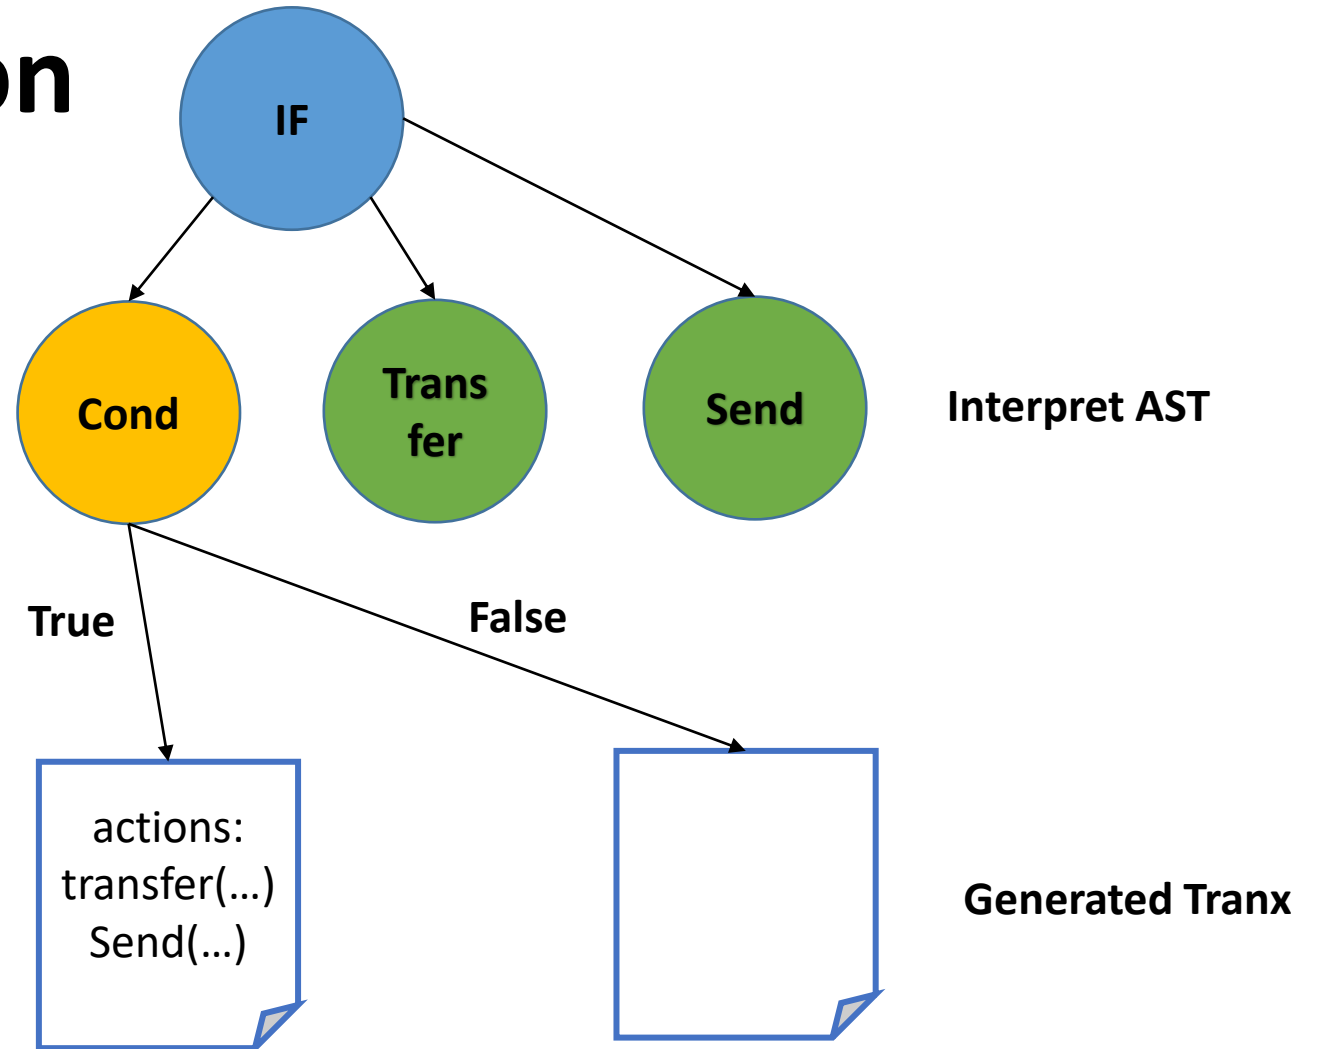 on
IF
Cond
Trans
fer
Send
Interpret AST
True
False
actions:
transfer(...)
Send(...)
Generated Tranx